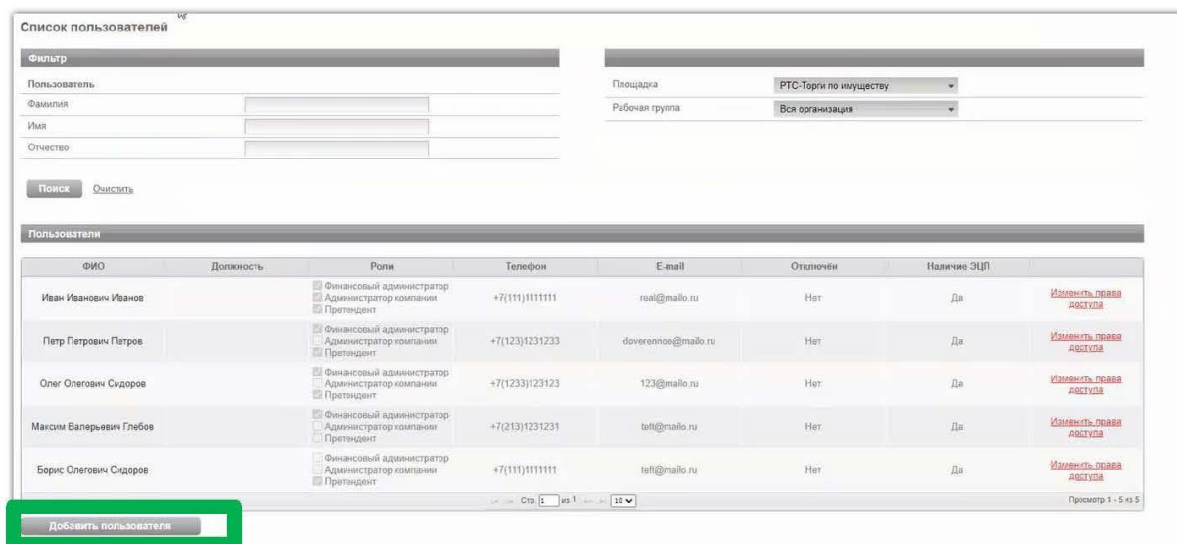 Список пользователей
Фильтр
Пользователь
Фамилия
Имя
Отчество
Площадка РТС-Торги по имуществу
Рабочая группа Вся организация
Поиск Очистить
Пользователи
ФИО Должность Роли Телефон E-mail Отключён Наличие ЭЦП
Иван Иванович Иванов Финансовый администратор Администратор компании Претендент +7(111)1111111 real@mailo.ru Нет Да Изменить права доступа
Петр Петрович Петров Финансовый администратор Администратор компании Претендент +7(123)1231233 doverennoe@mailo.ru Нет Да Изменить права доступа
Олег Олегович Сидоров Финансовый администратор Администратор компании Претендент +7(1233)123123 123@mailo.ru Нет Да Изменить права доступа
Максим Валерьевич Глебов Финансовый администратор Администратор компании Претендент +7(213)1231231 teft@mailo.ru Нет Да Изменить права доступа
Борис Олегович Сидоров Финансовый администратор Администратор компании Претендент +7(111)1111111 teft@mailo.ru Нет Да Изменить права доступа
Стр. 1 из 1 10 Просмотр 1 - 5 из 5
Добавить пользователя